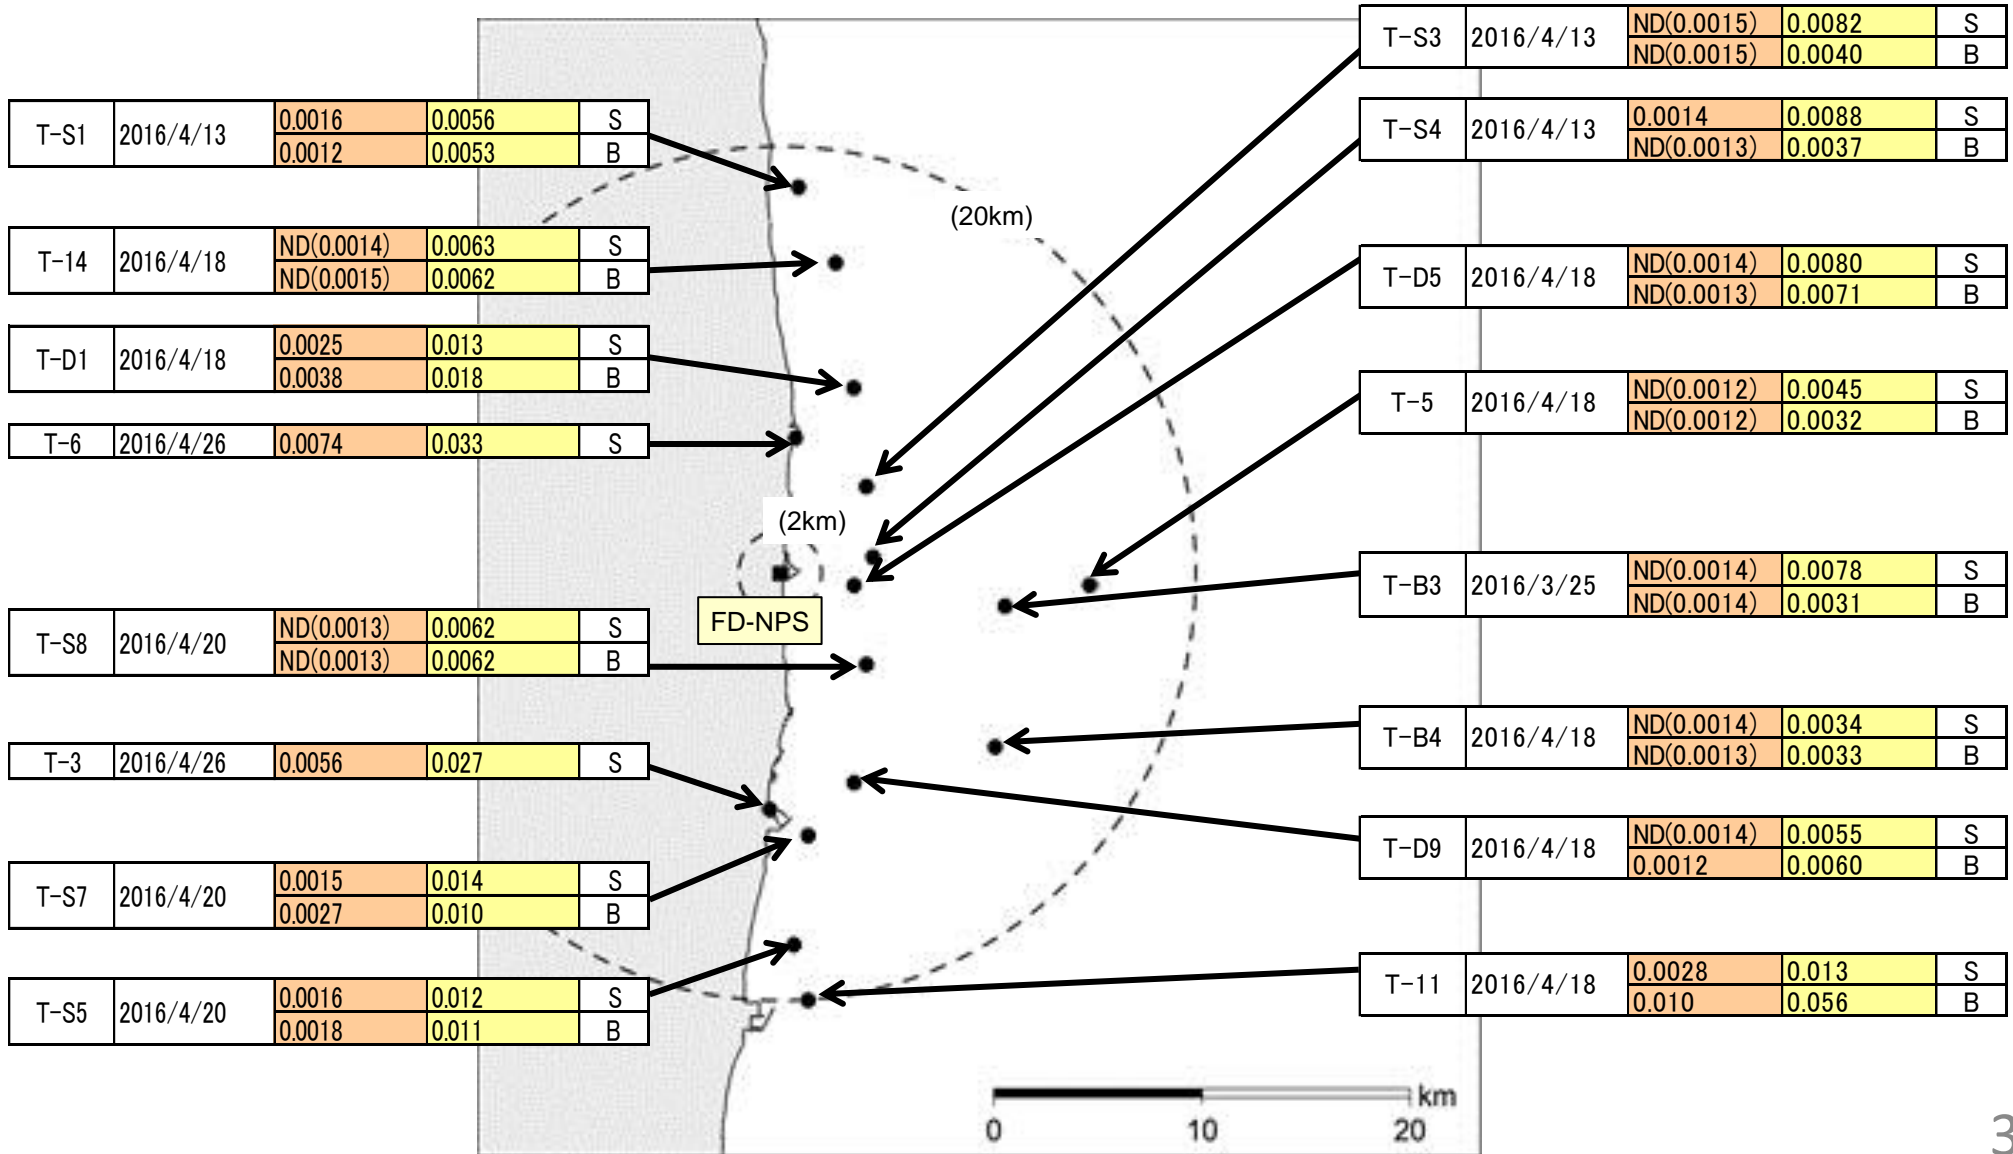 T-S1 2016/4/13 0.0016 0.0056 S
0.0012 0.0053 B
T-14 2016/4/18 ND(0.0014) 0.0063 S
ND(0.0015) 0.0062 B
T-D1 2016/4/18 0.0025 0.013 S
0.0038 0.018 B
T-6 2016/4/26 0.0074 0.033 S
T-S8 2016/4/20 ND(0.0013) 0.0062 S
ND(0.0013) 0.0062 B
T-3 2016/4/26 0.0056 0.027 S
T-S7 2016/4/20 0.0015 0.014 S
0.0027 0.010 B
T-S5 2016/4/20 0.0016 0.012 S
0.0018 0.011 B
(20km)
(2km)
FD-NPS
T-S3 2016/4/13 ND(0.0015) 0.0082 S
ND(0.0015) 0.0040 B
T-S4 2016/4/13 0.0014 0.0088 S
ND(0.0013) 0.0037 B
T-D5 2016/4/18 ND(0.0014) 0.0080 S
ND(0.0013) 0.0071 B
T-5 2016/4/18 ND(0.0012) 0.0045 S
ND(0.0012) 0.0032 B
T-B3 2016/3/25 ND(0.0014) 0.0078 S
ND(0.0014) 0.0031 B
T-B4 2016/4/18 ND(0.0014) 0.0034 S
ND(0.0013) 0.0033 B
T-D9 2016/4/18 ND(0.0014) 0.0055 S
0.0012 0.0060 B
T-11 2016/4/18 0.0028 0.013 S
0.010 0.056 B
km
0 10 20
3